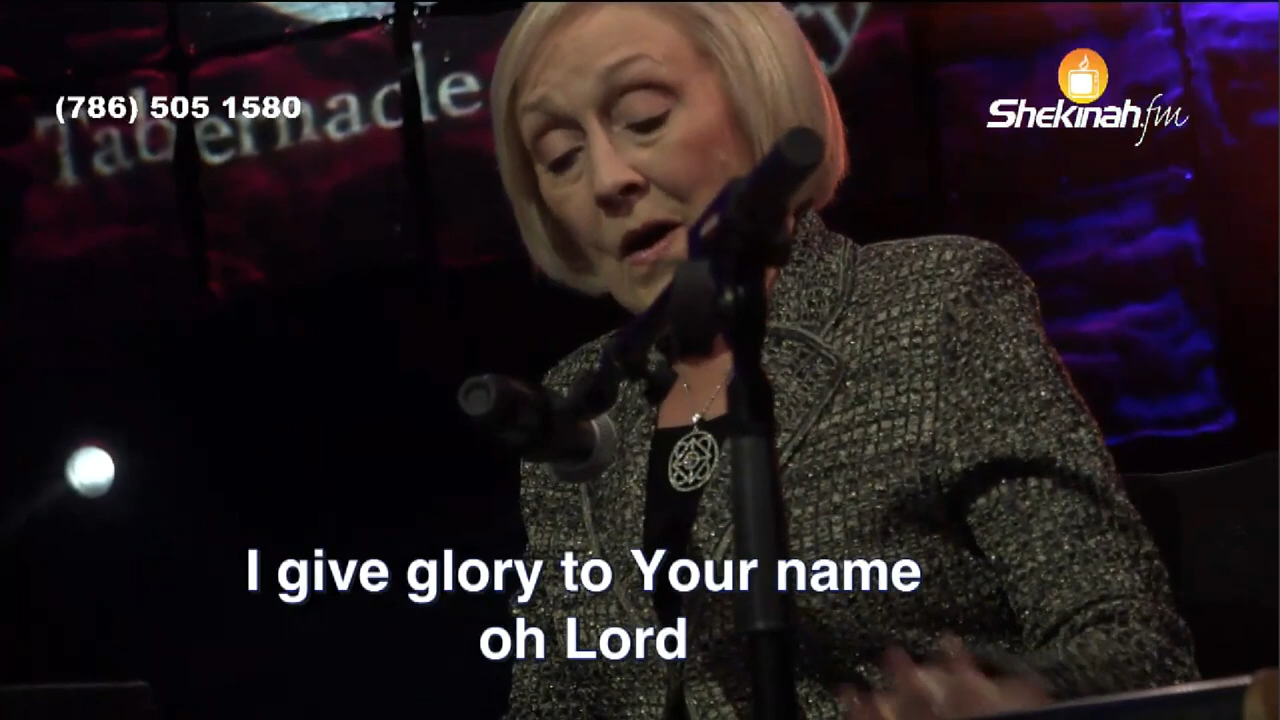 Tabernacle
(786) 505 1580
Shekinah.fm
I give glory to Your name
oh Lord